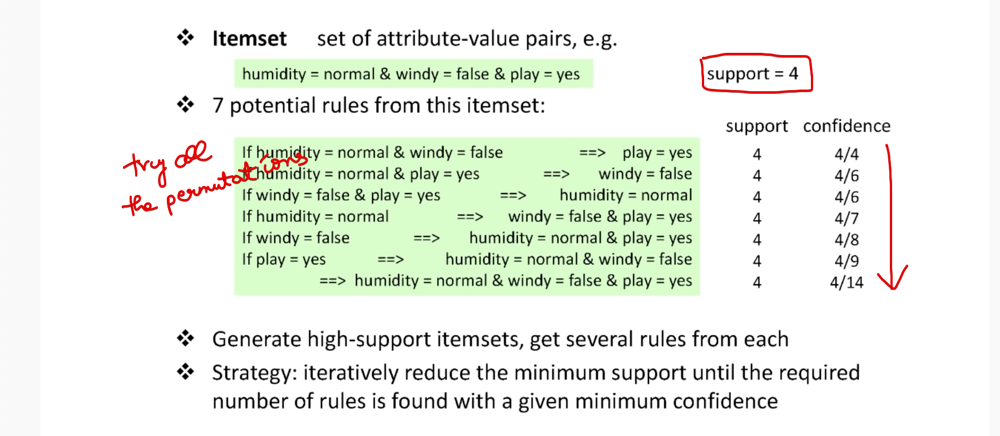 ❖ Itemset set of attribute-value pairs, e.g.
humidity = normal & windy = false & play = yes
support = 4
❖ 7 potential rules from this itemset:
support confidence
If humidity = normal & windy = false ==> play = yes 4 4/4
If humidity = normal & play = yes ==> windy = false 4 4/6
If windy = false & play = yes ==> humidity = normal 4 4/6
If humidity = normal ==> windy = false & play = yes 4 4/7
If windy = false ==> humidity = normal & play = yes 4 4/8
If play = yes ==> humidity = normal & windy = false 4 4/9
==> humidity = normal & windy = false & play = yes 4 4/14
try all
the permutations
❖ Generate high-support itemsets, get several rules from each
❖ Strategy: iteratively reduce the minimum support until the required
number of rules is found with a given minimum confidence